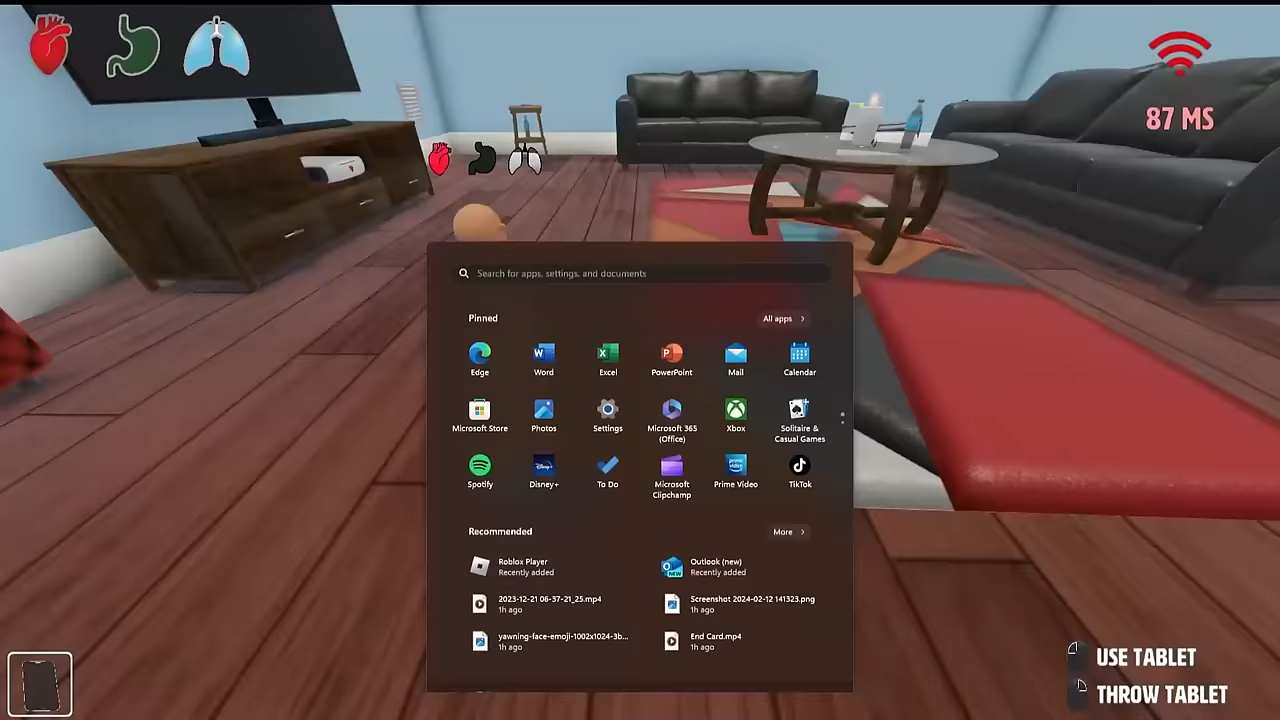 87 MS
Search for apps, settings, and documents
Pinned
All apps
Edge
Word
Excel
PowerPoint
Mail
Calendar
Microsoft Store
Photos
Settings
Microsoft 365
(Office)
Xbox
Solitaire &
Casual Games
Spotify
Disney+
To Do
Microsoft
Clipchamp
Prime Video
TikTok
Recommended
More
Roblox Player
Recently added
Outlook (new)
Recently added
2023-12-21 06-37-21_25.mp4
1h ago
Screenshot 2024-02-12 141323.png
1h ago
yawning-face-emoji-1002x1024-3b...
1h ago
End Card.mp4
1h ago
USE TABLET
THROW TABLET